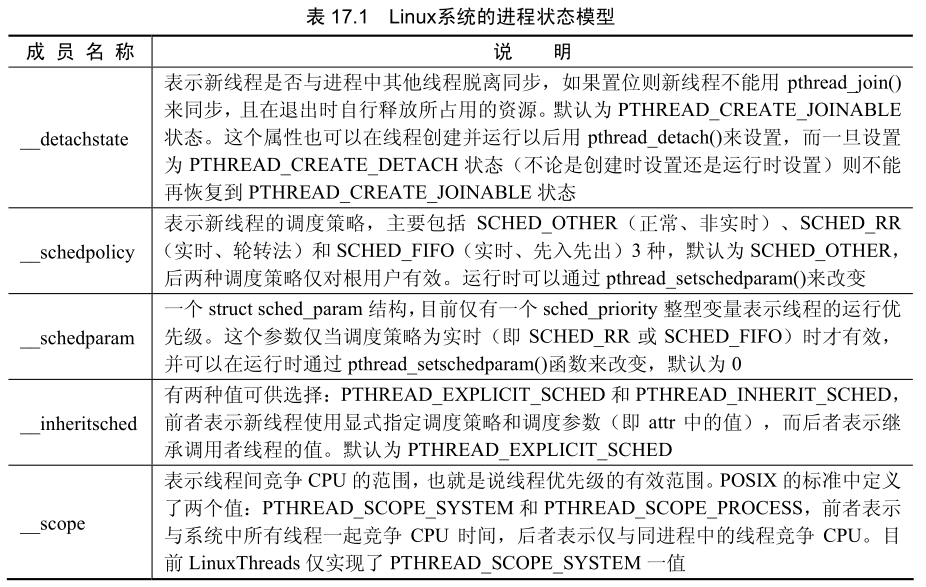 表 17.1 Linux系统的进程状态模型
成 员 名 称 说 明
__detachstate
表示新线程是否与进程中其他线程脱离同步，如果置位则新线程不能用 pthread_join()
来同步，且在退出时自行释放所占用的资源。默认为 PTHREAD_CREATE_JOINABLE
状态。这个属性也可以在线程创建并运行以后用 pthread_detach()来设置，而一旦设置
为 PTHREAD_CREATE_DETACH 状态（不论是创建时设置还是运行时设置）则不能
再恢复到 PTHREAD_CREATE_JOINABLE 状态
__schedpolicy
表示新线程的调度策略，主要包括 SCHED_OTHER（正常、非实时）、SCHED_RR
（实时、轮转法）和 SCHED_FIFO（实时、先入先出）3 种，默认为 SCHED_OTHER，
后两种调度策略仅对根用户有效。运行时可以通过 pthread_setschedparam()来改变
__schedparam
一个 struct sched_param 结构，目前仅有一个 sched_priority 整型变量表示线程的运行优
先级。这个参数仅当调度策略为实时（即 SCHED_RR 或 SCHED_FIFO）时才有效，
并可以在运行时通过 pthread_setschedparam()函数来改变，默认为 0
__inheritsched
有两种值可供选择：PTHREAD_EXPLICIT_SCHED 和 PTHREAD_INHERIT_SCHED，
前者表示新线程使用显式指定调度策略和调度参数（即 attr 中的值），而后者表示继
承调用者线程的值。默认为 PTHREAD_EXPLICIT_SCHED
__scope
表示线程间竞争 CPU 的范围，也就是说线程优先级的有效范围。POSIX 的标准中定义
了两个值：PTHREAD_SCOPE_SYSTEM 和 PTHREAD_SCOPE_PROCESS，前者表示
与系统中所有线程一起竞争 CPU 时间，后者表示仅与同进程中的线程竞争 CPU。目
前 LinuxThreads 仅实现了 PTHREAD_SCOPE_SYSTEM 一值